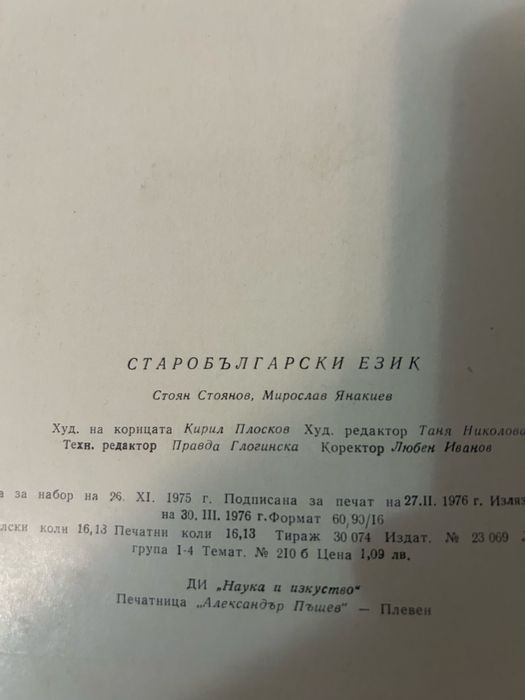 СТАРОБЪЛГАРСКИ ЕЗИК
Стоян Стоянов, Мирослав Янакиев
Худ. на корицата Кирил Плосков Худ. редактор Таня Николова
Техн. редактор Правда Глогинска Коректор Любен Иванов
за набор на 26. XI. 1975 г. Подписана за печат на 27.II. 1976 г. Изляз
на 30. III. 1976 г. Формат 60,90/16
лски коли 16,13 Печатни коли 16,13 Тираж 30 074 Издат. № 23 069
група I-4 Темат. № 210 б Цена 1,09 лв.
ДИ „Наука и изкуство"
Печатница „Александър Пъшев" — Плевен